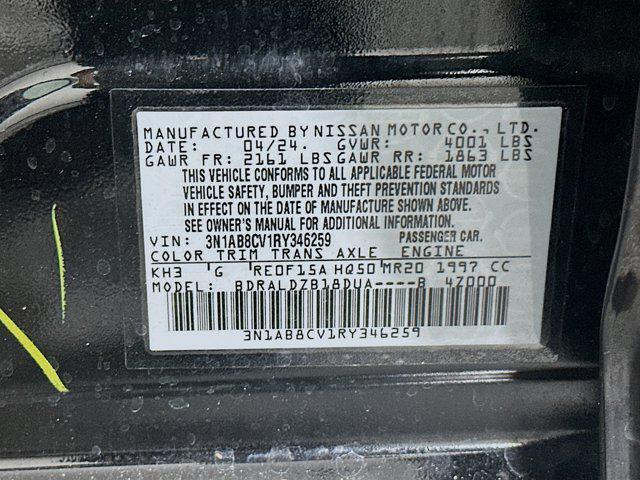 MANUFACTURED BY NISSAN MOTOR CO., LTD.
DATE: 04/24. GVWR: 4001 LBS
GAWR FR: 2161 LBS GAWR RR: 1863 LBS
THIS VEHICLE CONFORMS TO ALL APPLICABLE FEDERAL MOTOR
VEHICLE SAFETY, BUMPER AND THEFT PREVENTION STANDARDS
IN EFFECT ON THE DATE OF MANUFACTURE SHOWN ABOVE.
SEE OWNER'S MANUAL FOR ADDITIONAL INFORMATION.
VIN: 3N1AB8CV1RY346259 PASSENGER CAR.
COLOR TRIM TRANS AXLE ENGINE
KH3 'G RE0F15A HQ50 MR20 1997 CC
MODEL: BDRALDZB18DUA----B 4Z000
3N1AB8CV1RY346259